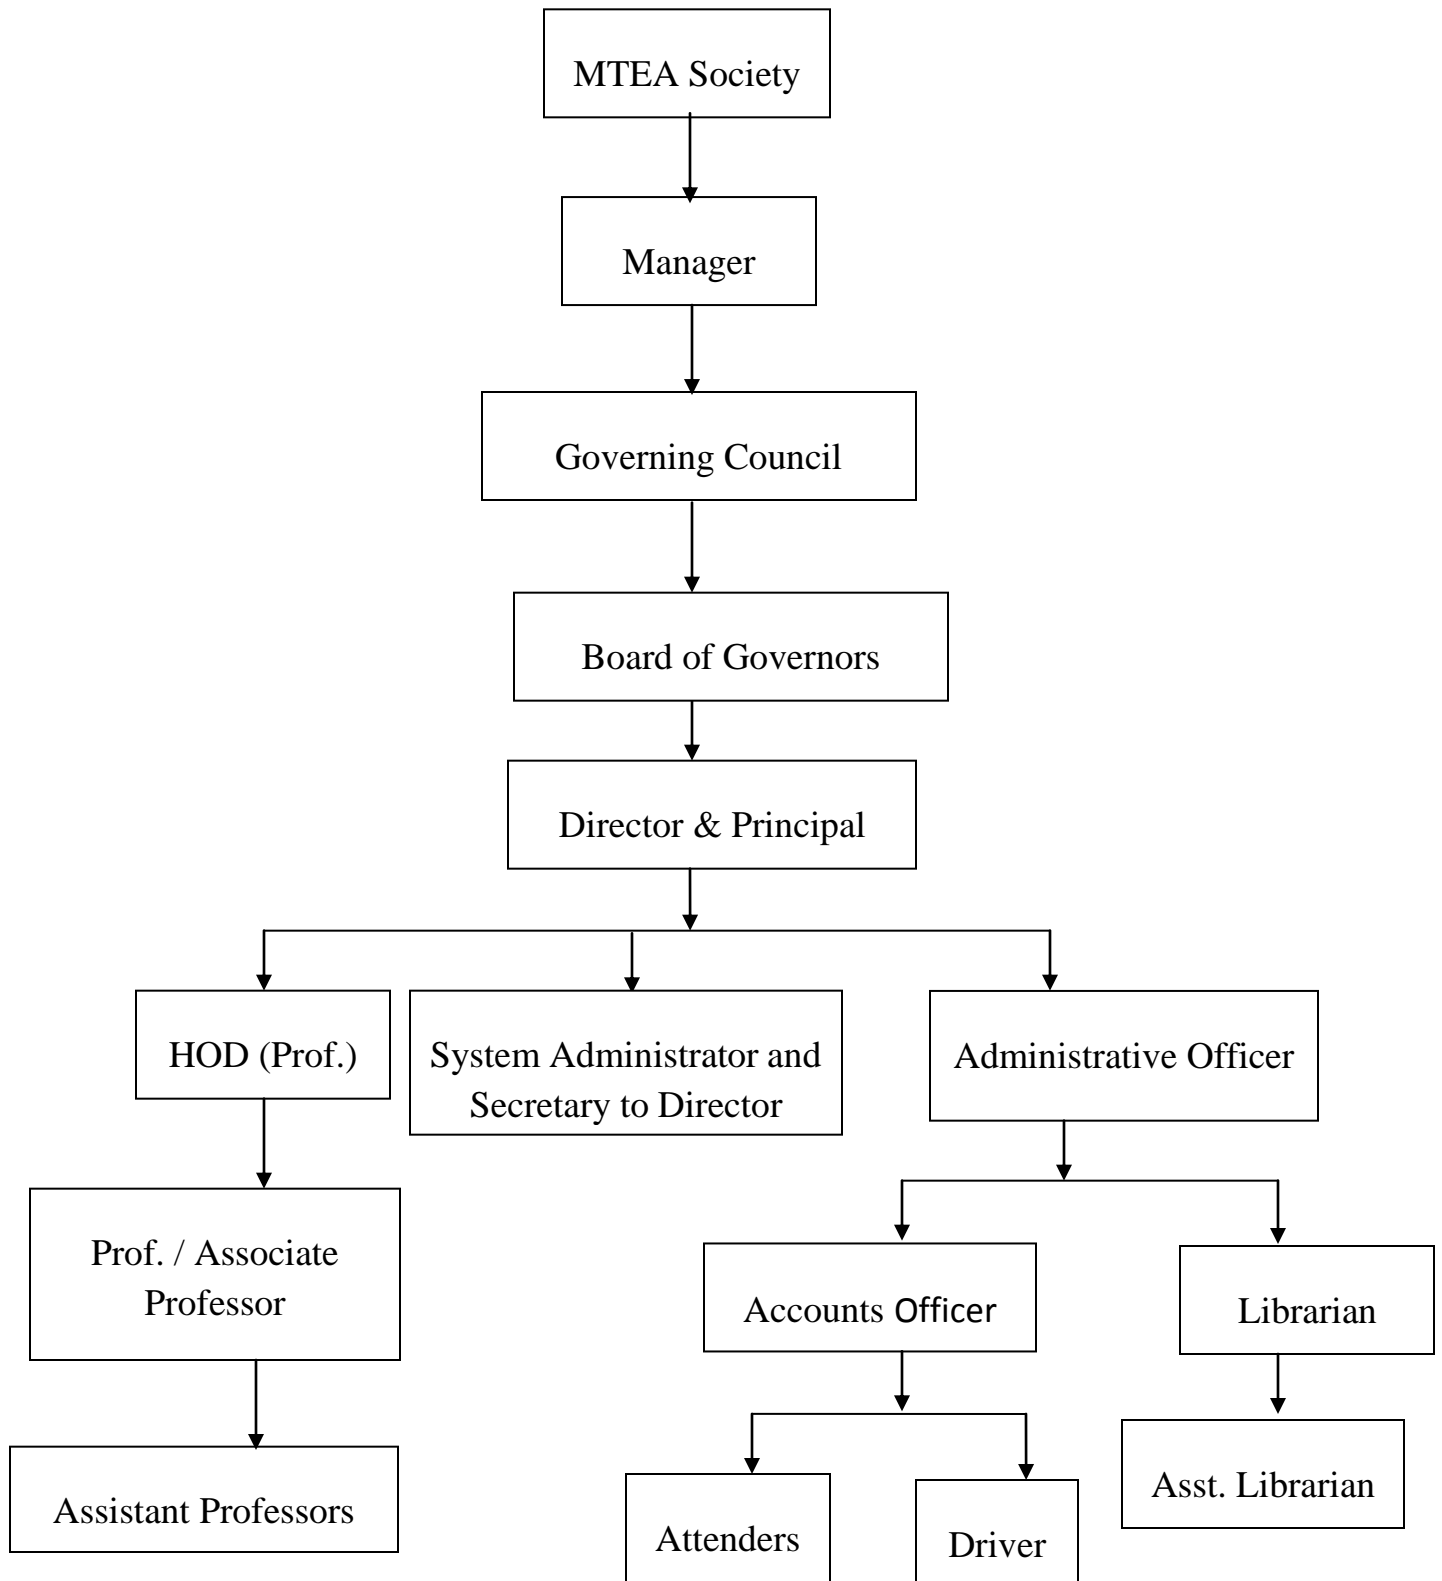 MTEA Society
Manager
Governing Council
Board of Governors
Director & Principal
HOD (Prof.)
System Administrator and
Secretary to Director
Administrative Officer
Prof. / Associate
Professor
Accounts Officer
Librarian
Assistant Professors
Attenders
Driver
Asst. Librarian